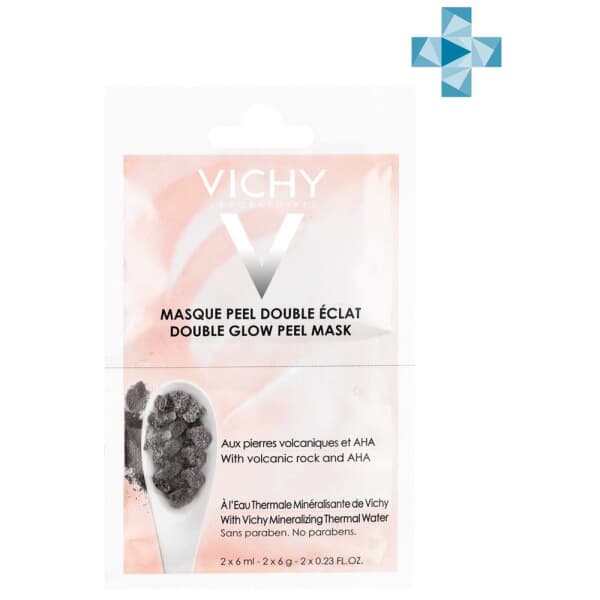 VICHY
LABORATOIRES
V
MASQUE PEEL DOUBLE ÉCLAT
DOUBLE GLOW PEEL MASK
Aux pierres volcaniques et AHA
With volcanic rock and AHA
À l'Eau Thermale Minéralisante de Vichy
With Vichy Mineralizing Thermal Water
Sans paraben. No parabens.
2 x 6 ml - 2 x 6 g - 2 x 0.23 FL.OZ.